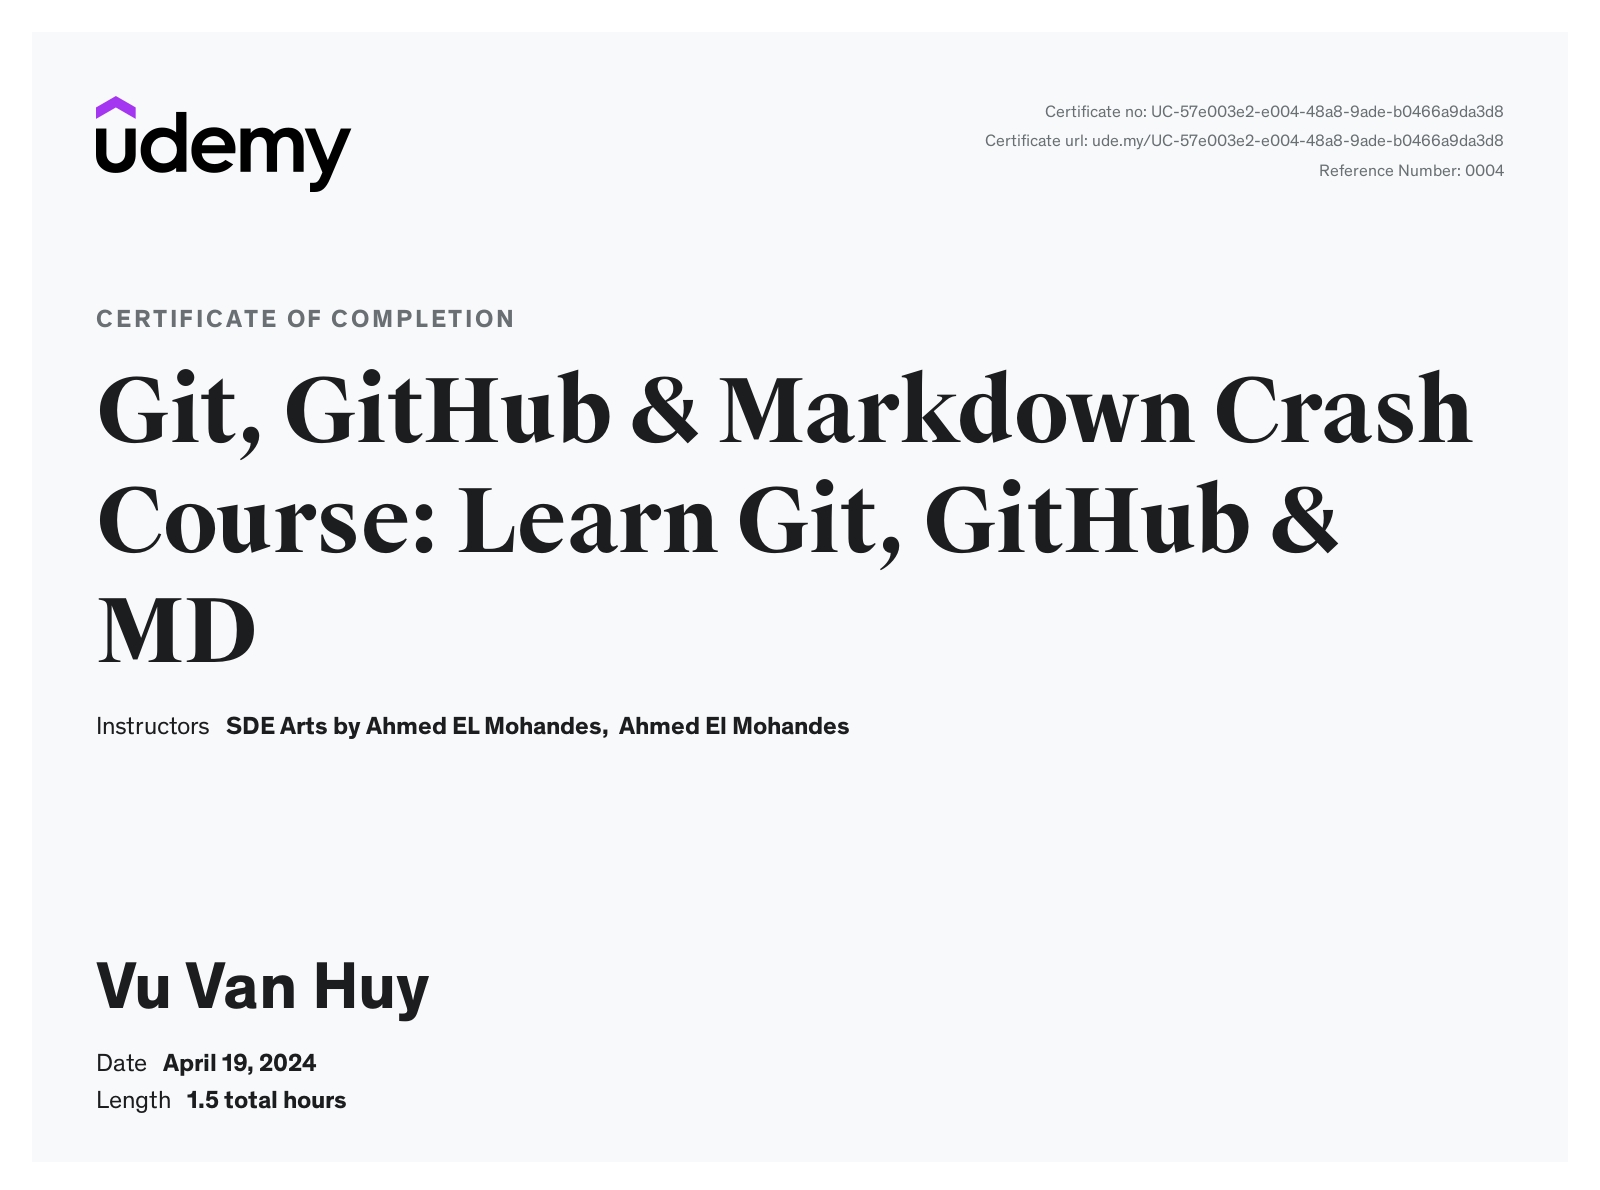 udemy
Certificate no: UC-57e003e2-e004-48a8-9ade-b0466a9da3d8
Certificate url: ude.my/UC-57e003e2-e004-48a8-9ade-b0466a9da3d8
Reference Number: 0004
CERTIFICATE OF COMPLETION
Git, GitHub & Markdown Crash
Course: Learn Git, GitHub &
MD
Instructors SDE Arts by Ahmed EL Mohandes, Ahmed El Mohandes
Vu Van Huy
Date April 19, 2024
Length 1.5 total hours